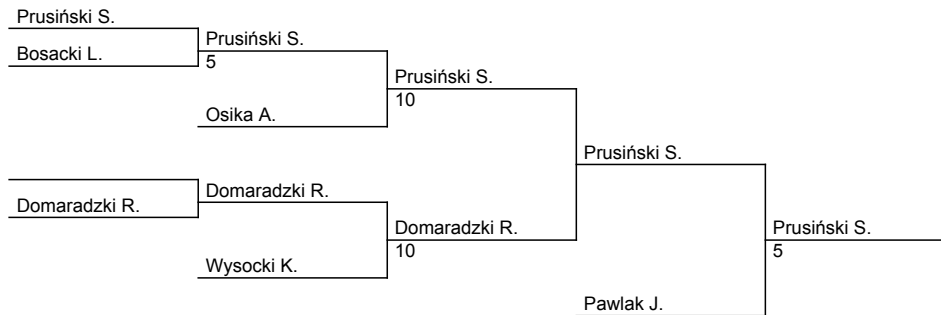 Prusiński S.
Bosacki L.
Prusiński S.
5
Osika A.
Prusiński S.
10
Domaradzki R.
Domaradzki R.
Wysocki K.
Domaradzki R.
10
Prusiński S.
Pawlak J.
Prusiński S.
5